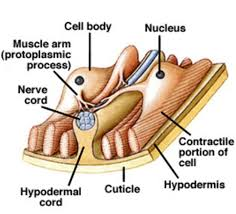 Cell body
Nucleus
Muscle arm
(protoplasmic
process)
Nerve
cord
Contractile
portion of
cell
Hypodermal
cord
Cuticle
Hypodermis